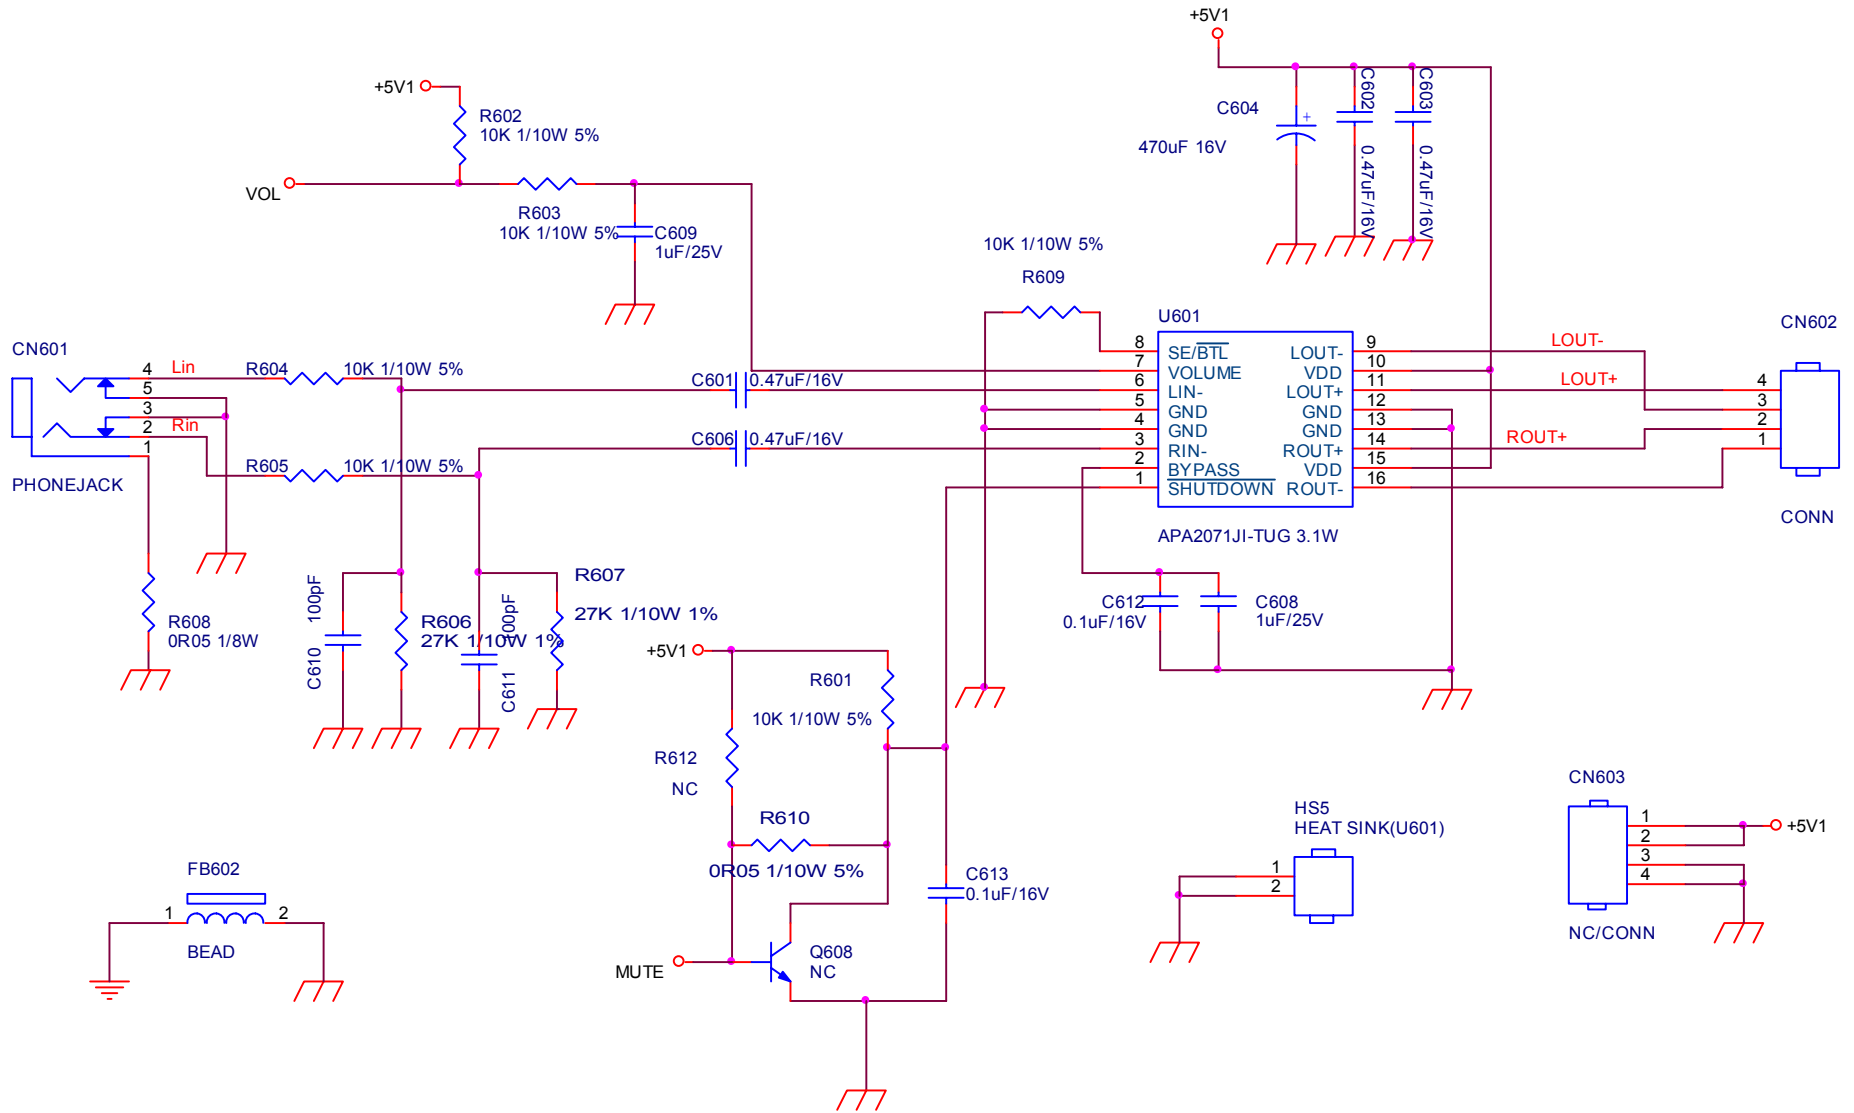 +5V1
+5V1
R602
10K 1/10W 5%
VOL
R603
10K 1/10W 5%
C609
1uF/25V
C604
470uF 16V
C602
0.47uF/16V
C603
0.47uF/16V
10K 1/10W 5%
R609
CN601
4
5
3
2
1
Lin
Rin
PHONEJACK
R604
10K 1/10W 5%
R605
10K 1/10W 5%
C601
0.47uF/16V
C606
0.47uF/16V
U601
8 SE/BTL LOUT- 9
7 VOLUME VDD 10
6 LIN- LOUT+ 11
5 GND GND 12
4 GND GND 13
3 RIN- ROUT+ 14
2 BYPASS VDD 15
1 SHUTDOWN ROUT- 16
APA2071JI-TUG 3.1W
LOUT-
LOUT+
ROUT+
CN602
4
3
2
1
CONN
R608
0R05 1/8W
100pF
C610
R606
27K 1/10W 1%
100pF
C611
R607
27K 1/10W 1%
C612
0.1uF/16V
C608
1uF/25V
+5V1
R601
10K 1/10W 5%
R612
NC
R610
0R05 1/10W 5%
C613
0.1uF/16V
MUTE
Q608
NC
FB602
1
2
BEAD
HS5
HEAT SINK(U601)
1
2
CN603
1
2
3
4
+5V1
NC/CONN